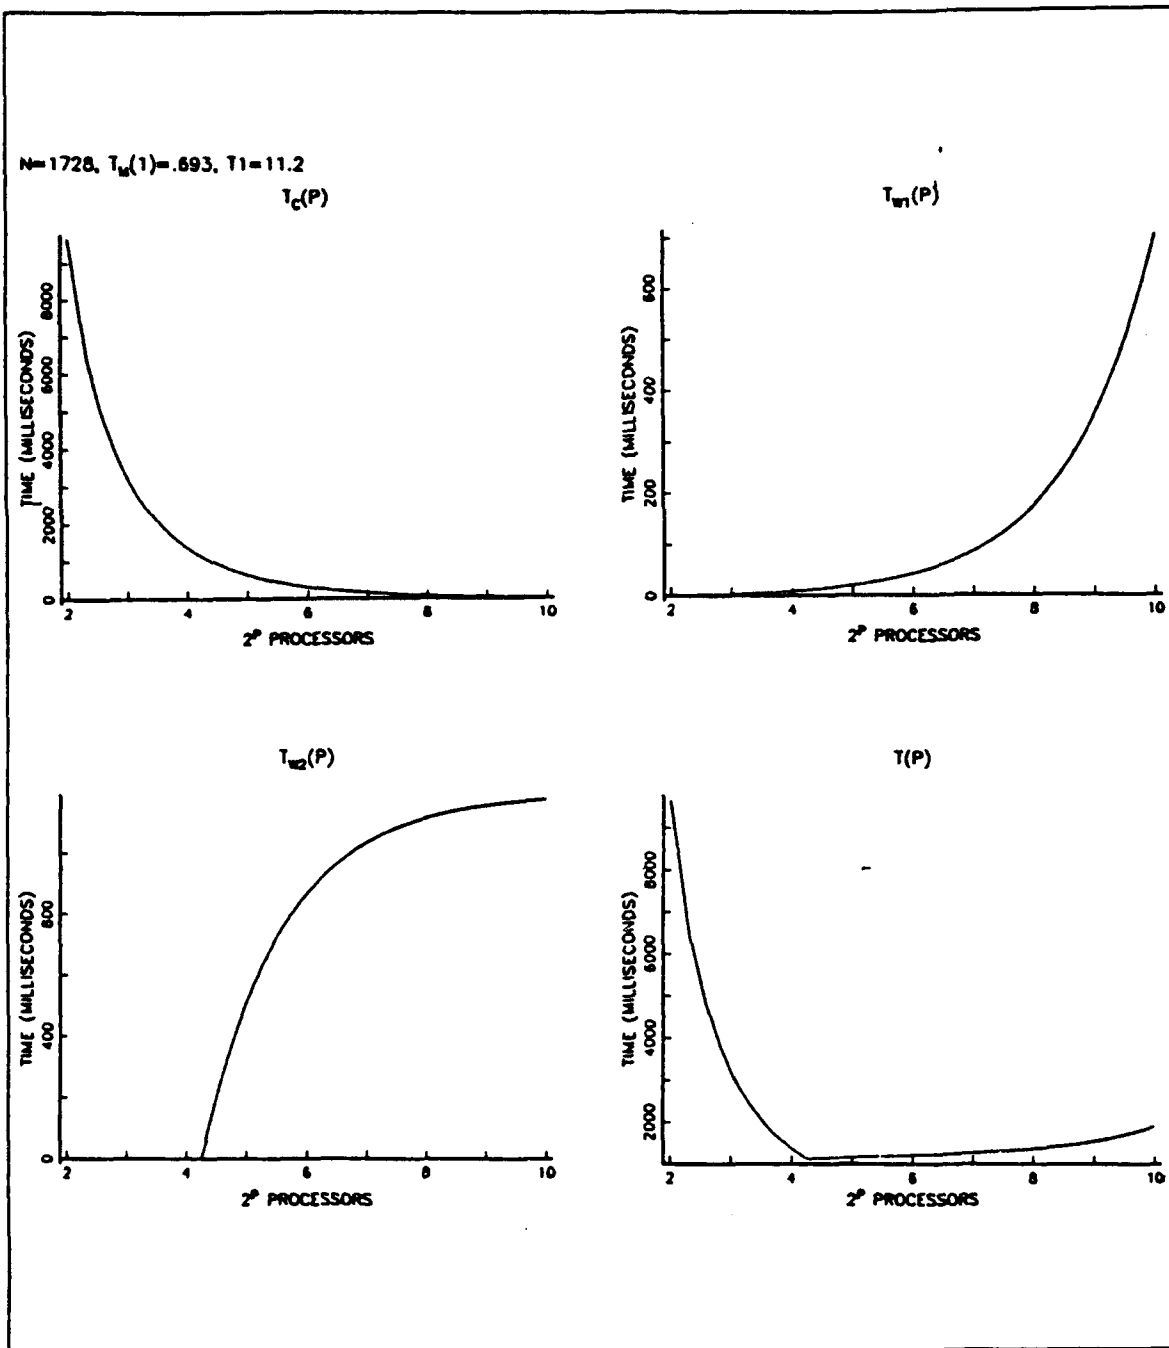 N=1728, T_M(1)=.693, T1=11.2
T_C(P)
TIME (MILLISECONDS)
8000
6000
4000
2000
0
2 4 6 8 10
2^P PROCESSORS
T_W1(P)
TIME (MILLISECONDS)
600
400
200
0
2 4 6 8 10
2^P PROCESSORS
T_W2(P)
TIME (MILLISECONDS)
800
400
0
2 4 6 8 10
2^P PROCESSORS
T(P)
TIME (MILLISECONDS)
8000
6000
4000
2000
2 4 6 8 10
2^P PROCESSORS